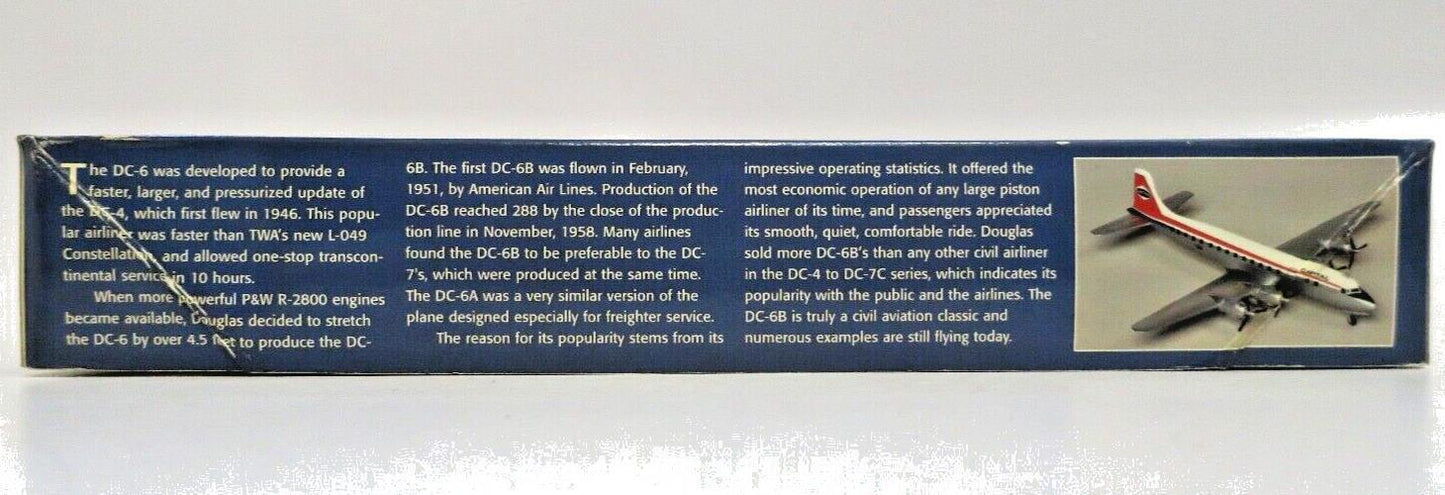 The DC-6 was developed to provide a
faster, larger, and pressurized update of
the DC-4, which first flew in 1946. This popu-
lar airliner was faster than TWA's new L-049
Constellation, and allowed one-stop transcon-
tinental service in 10 hours.
When more powerful P&W R-2800 engines
became available, Douglas decided to stretch
the DC-6 by over 4.5 feet to produce the DC-
6B. The first DC-6B was flown in February,
1951, by American Air Lines. Production of the
DC-6B reached 288 by the close of the produc-
tion line in November, 1958. Many airlines
found the DC-6B to be preferable to the DC-
7's, which were produced at the same time.
The DC-6A was a very similar version of the
plane designed especially for freighter service.
The reason for its popularity stems from its
impressive operating statistics. It offered the
most economic operation of any large piston
airliner of its time, and passengers appreciated
its smooth, quiet, comfortable ride. Douglas
sold more DC-6B's than any other civil airliner
in the DC-4 to DC-7C series, which indicates its
popularity with the public and the airlines. The
DC-6B is truly a civil aviation classic and
numerous examples are still flying today.